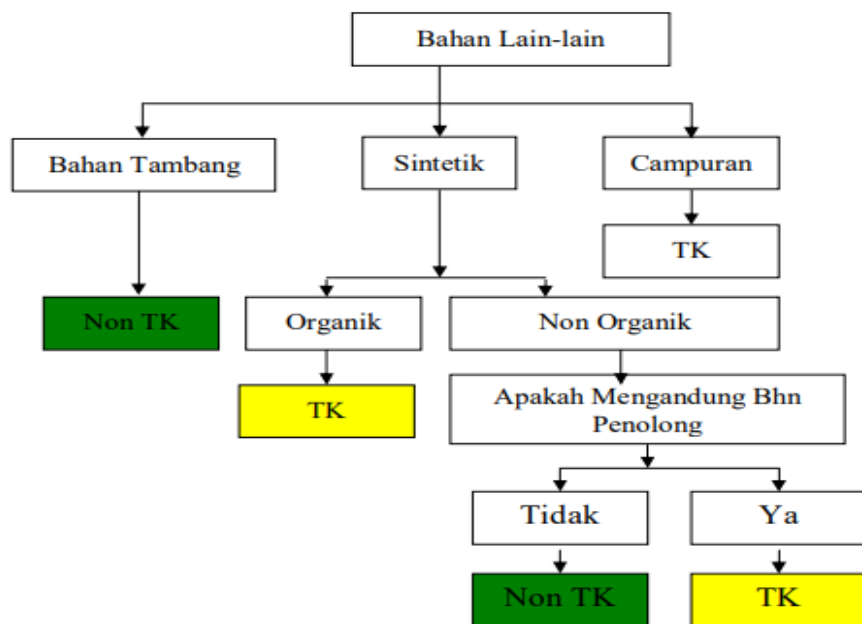 Bahan Lain-lain
Bahan Tambang
Sintetik
Campuran
TK
Non TK
Organik
Non Organik
TK
Apakah Mengandung Bhn
Penolong
Tidak
Ya
Non TK
TK